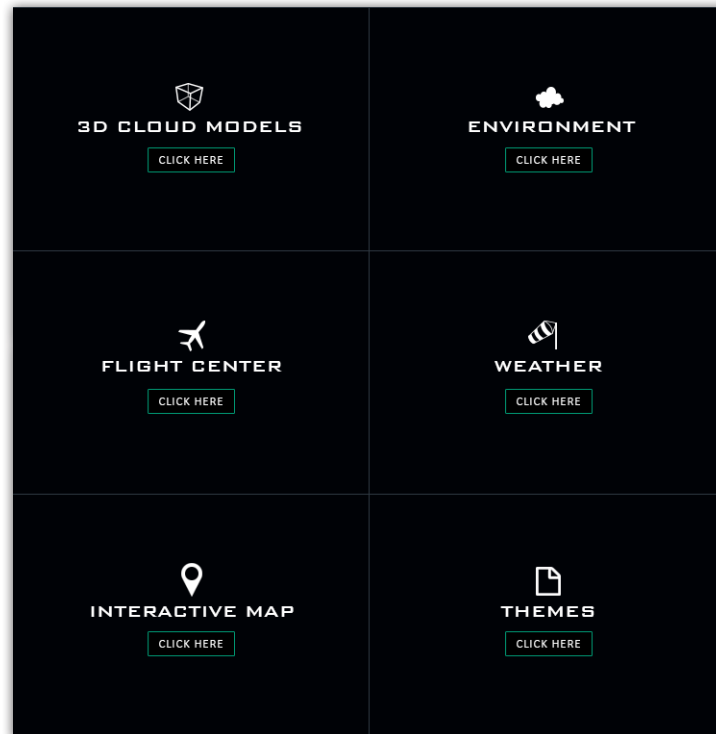 3D CLOUD MODELS
CLICK HERE
ENVIRONMENT
CLICK HERE
FLIGHT CENTER
CLICK HERE
WEATHER
CLICK HERE
INTERACTIVE MAP
CLICK HERE
THEMES
CLICK HERE